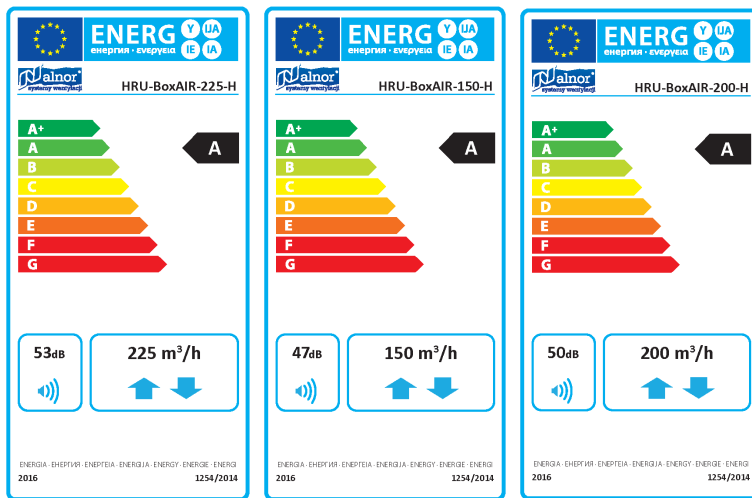 ENERG Y IJA
енергия · ενεργεια IE IA
alnor®
systemy wentylacji
HRU-BoxAIR-225-H
A+
A
A
B
C
D
E
F
G
53dB
225 m³/h
ENERGIA · ЕНЕРГИЯ · ΕΝΕΡΓΕΙΑ · ENERGIJA · ENERGY · ENERGIE · ENERGI
2016
1254/2014
ENERG Y IJA
енергия · ενεργεια IE IA
alnor®
systemy wentylacji
HRU-BoxAIR-150-H
A+
A
A
B
C
D
E
F
G
47dB
150 m³/h
ENERGIA · ЕНЕРГИЯ · ΕΝΕΡΓΕΙΑ · ENERGIJA · ENERGY · ENERGIE · ENERGI
2016
1254/2014
ENERG Y IJA
енергия · ενεργεια IE IA
alnor®
systemy wentylacji
HRU-BoxAIR-200-H
A+
A
A
B
C
D
E
F
G
50dB
200 m³/h
ENERGIA · ЕНЕРГИЯ · ΕΝΕΡΓΕΙΑ · ENERGIJA · ENERGY · ENERGIE · ENERGI
2016
1254/2014